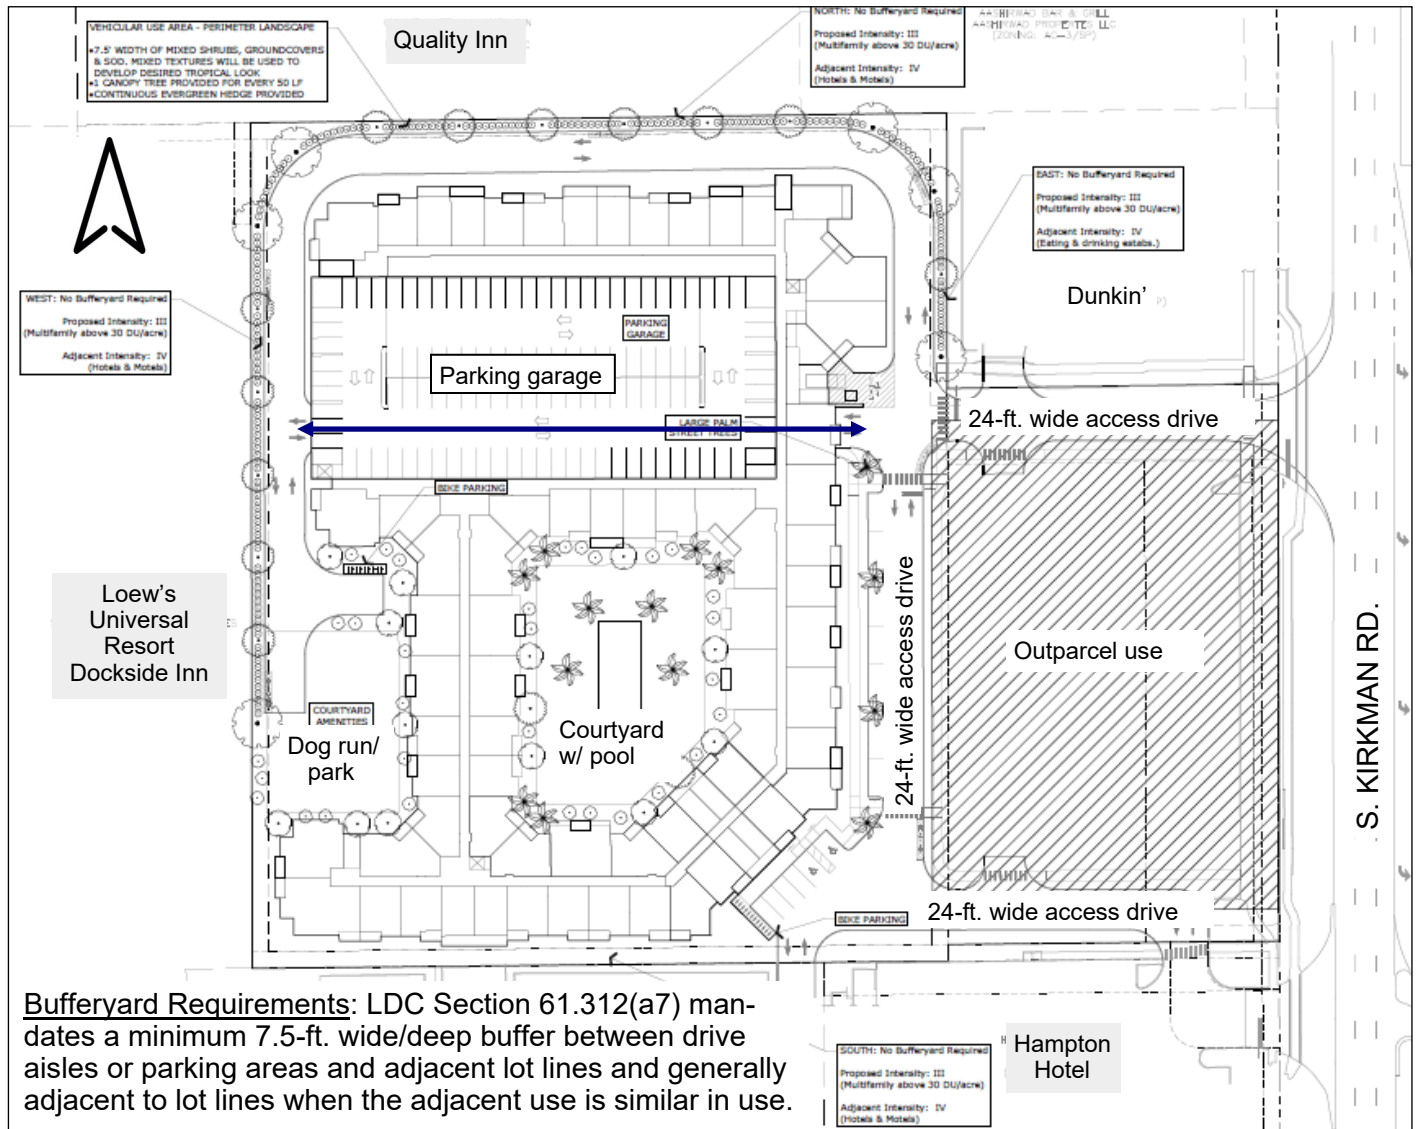 VEHICULAR USE AREA - PERIMETER LANDSCAPE
•7.5' WIDTH OF MIXED SHRUBS, GROUNDCOVERS
& SOD. MIXED TEXTURES WILL BE USED TO
DEVELOP DESIRED TROPICAL LOOK
•1 CANOPY TREE PROVIDED FOR EVERY 50 LF
•CONTINUOUS EVERGREEN HEDGE PROVIDED
Quality Inn
NORTH: No Bufferyard Required
Proposed Intensity: III
(Multifamily above 30 DU/acre)
Adjacent Intensity: IV
(Hotels & Motels)
AASHIRWAD BAR & GRILL
AASHIRWAD PROPERTIES LLC
(ZONING: AC-3/SP)
EAST: No Bufferyard Required
Proposed Intensity: III
(Multifamily above 30 DU/acre)
Adjacent Intensity: IV
(Eating & drinking estabs.)
Dunkin'
WEST: No Bufferyard Required
Proposed Intensity: III
(Multifamily above 30 DU/acre)
Adjacent Intensity: IV
(Hotels & Motels)
PARKING
GARAGE
Parking garage
LARGE PALM
STREET TREES
24-ft. wide access drive
BIKE PARKING
24-ft. wide access drive
Loew's
Universal
Resort
Dockside Inn
Outparcel use
S. KIRKMAN RD.
COURTYARD
AMENITIES
Dog run/
park
Courtyard
w/ pool
BIKE PARKING
24-ft. wide access drive
Bufferyard Requirements: LDC Section 61.312(a7) man-
dates a minimum 7.5-ft. wide/deep buffer between drive
aisles or parking areas and adjacent lot lines and generally
adjacent to lot lines when the adjacent use is similar in use.
SOUTH: No Bufferyard Required
Proposed Intensity: III
(Multifamily above 30 DU/acre)
Adjacent Intensity: IV
(Hotels & Motels)
Hampton
Hotel